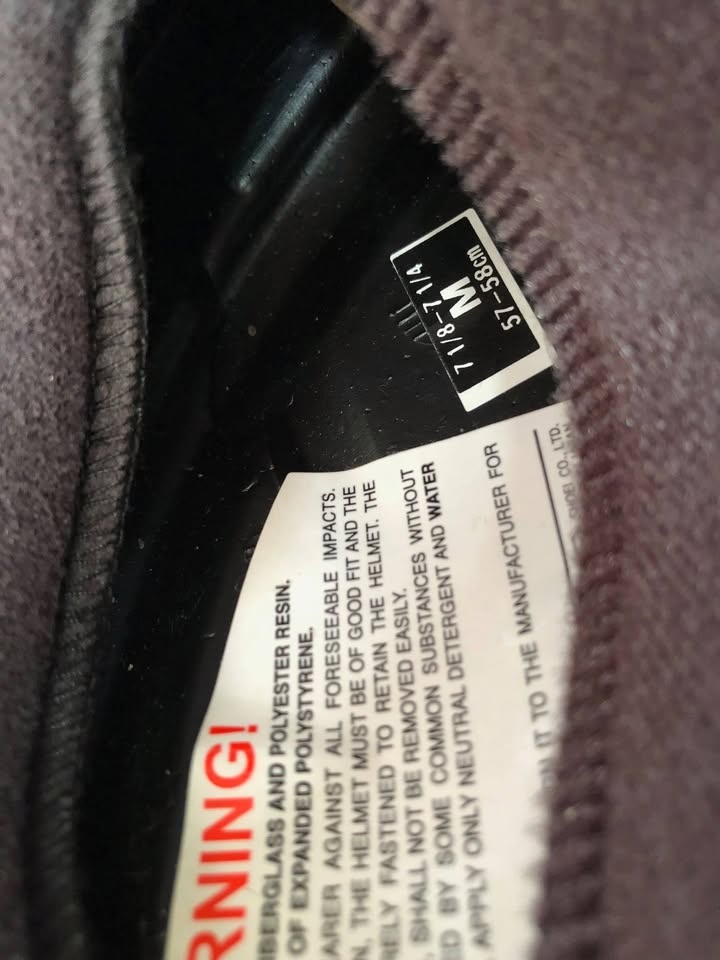 7 1/8–7 1/4
M
57–58cm
RNING!
IBERGLASS AND POLYESTER RESIN.
OF EXPANDED POLYSTYRENE.
ARER AGAINST ALL FORESEEABLE IMPACTS.
N, THE HELMET MUST BE OF GOOD FIT AND THE
RELY FASTENED TO RETAIN THE HELMET. THE
SHALL NOT BE REMOVED EASILY.
ED BY SOME COMMON SUBSTANCES WITHOUT
APPLY ONLY NEUTRAL DETERGENT AND WATER
IT TO THE MANUFACTURER FOR
CO., LTD.